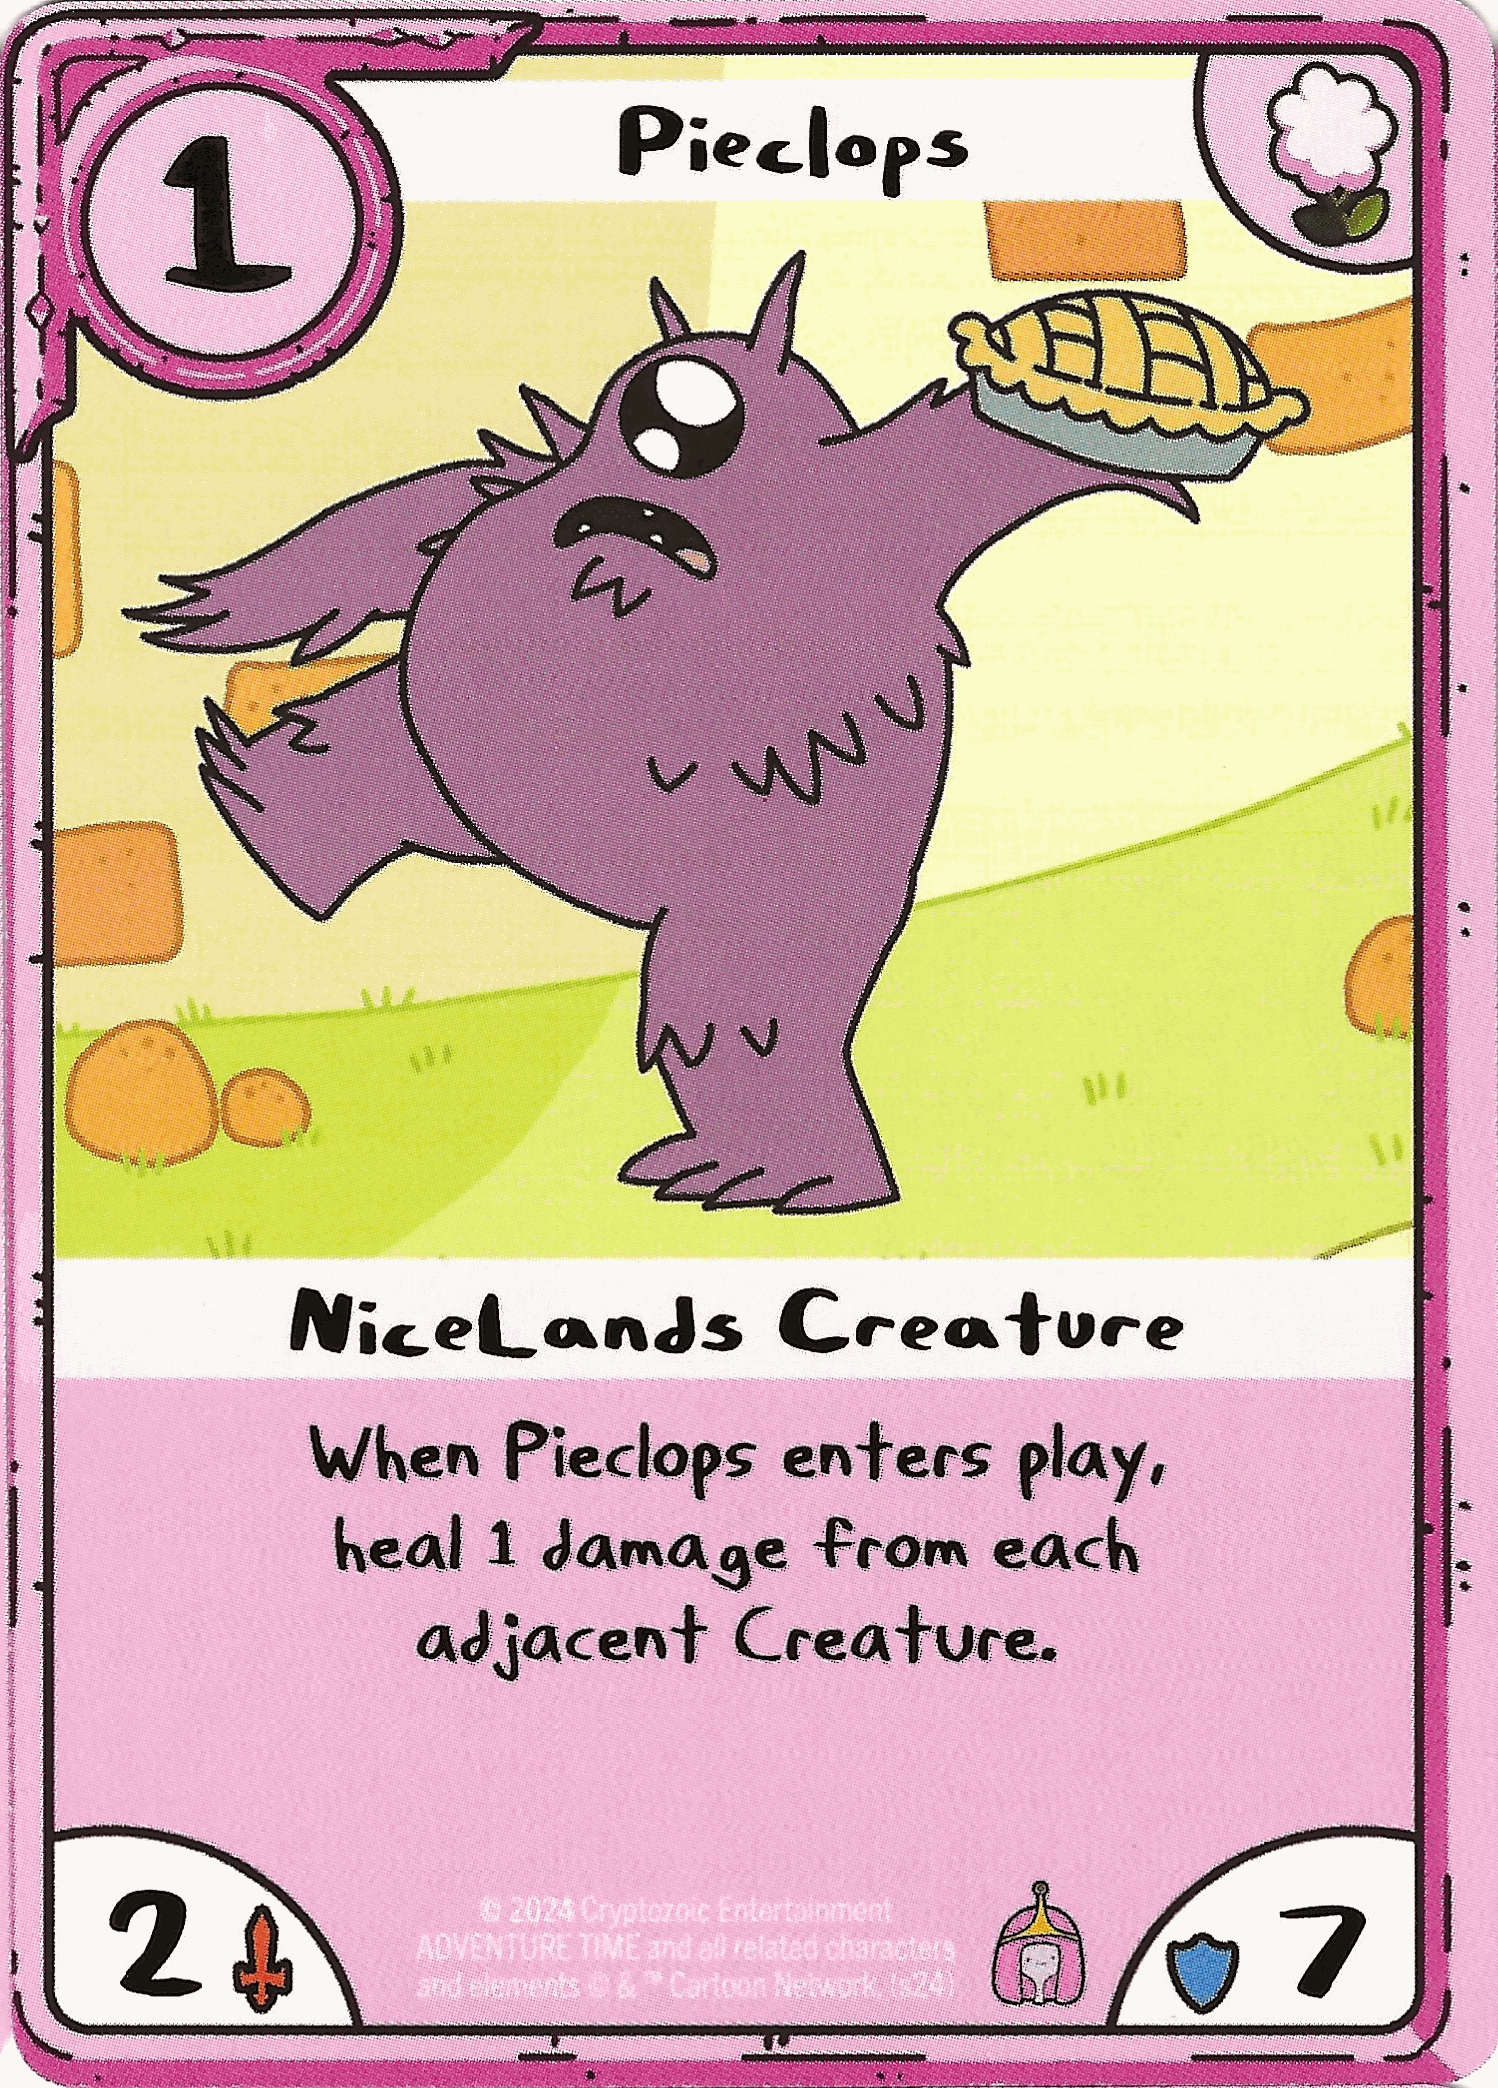 1
Pieclops
NiceLands Creature
When Pieclops enters play,
heal 1 damage from each
adjacent Creature.
2
© 2024 Cryptozoic Entertainment
ADVENTURE TIME and all related characters
and elements © & ™ Cartoon Network. (s24)
7